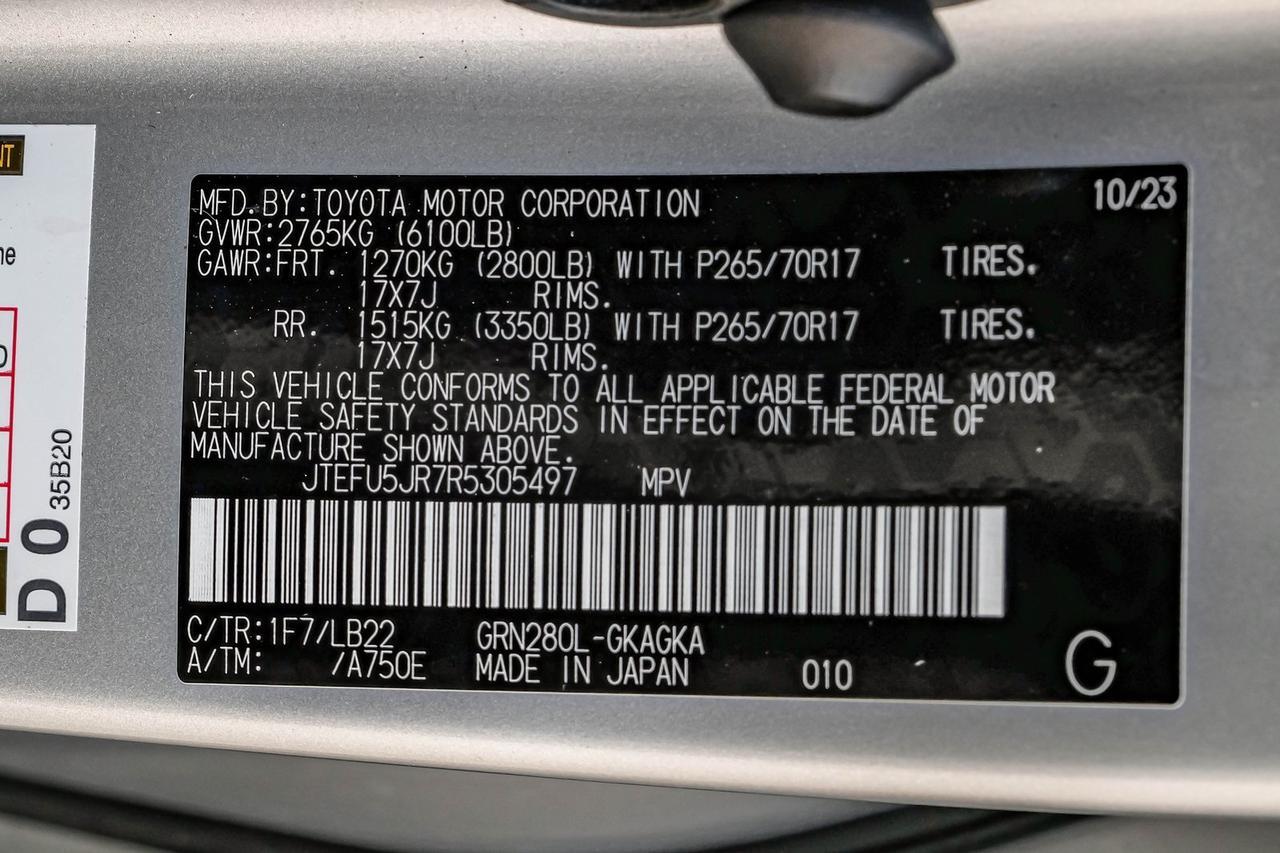 MFD.BY:TOYOTA MOTOR CORPORATION 10/23
GVWR:2765KG (6100LB)
GAWR:FRT. 1270KG (2800LB) WITH P265/70R17 TIRES.
17X7J RIMS.
RR. 1515KG (3350LB) WITH P265/70R17 TIRES.
17X7J RIMS.
THIS VEHICLE CONFORMS TO ALL APPLICABLE FEDERAL MOTOR
VEHICLE SAFETY STANDARDS IN EFFECT ON THE DATE OF
MANUFACTURE SHOWN ABOVE.
JTEFU5JR7R5305497 MPV
C/TR:1F7/LB22 GRN280L-GKAGKA
A/TM: /A750E MADE IN JAPAN 010 G
D 0 35B20